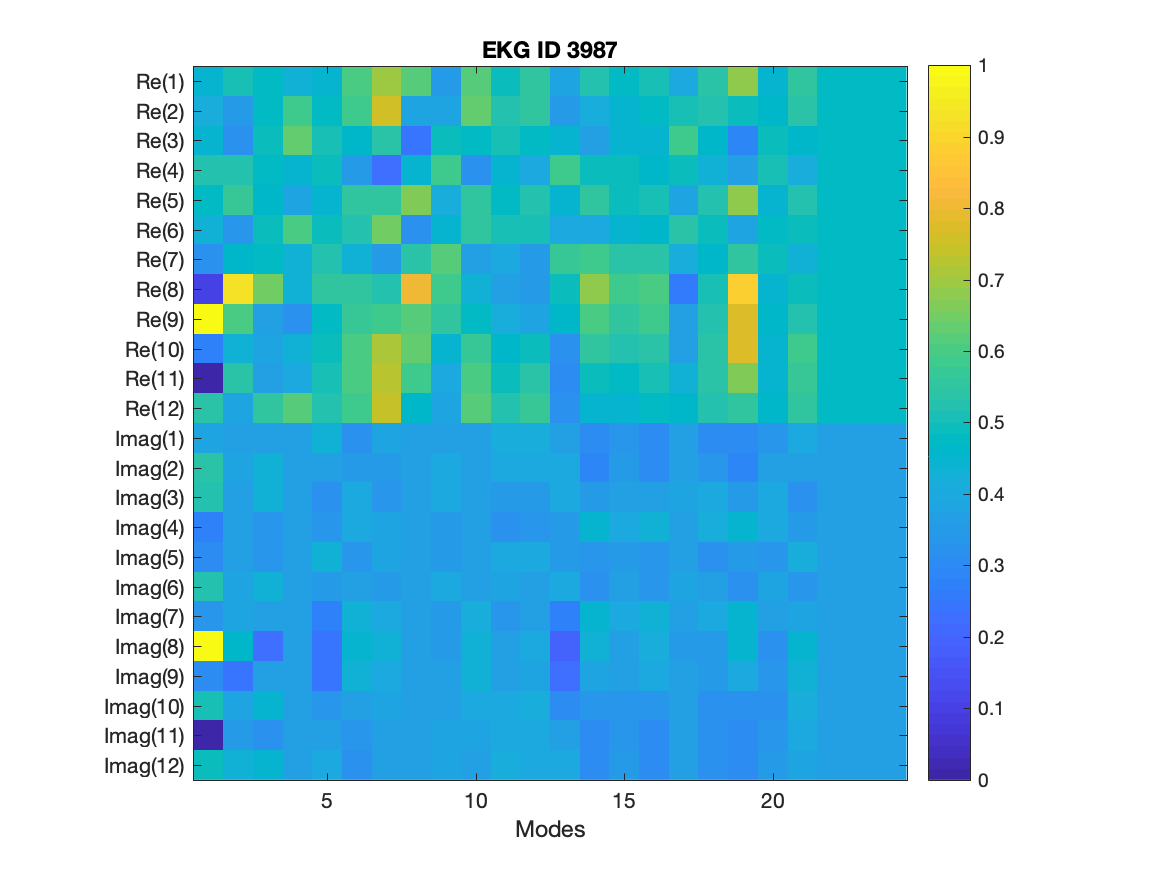 EKG ID 3987
Re(1)
Re(2)
Re(3)
Re(4)
Re(5)
Re(6)
Re(7)
Re(8)
Re(9)
Re(10)
Re(11)
Re(12)
Imag(1)
Imag(2)
Imag(3)
Imag(4)
Imag(5)
Imag(6)
Imag(7)
Imag(8)
Imag(9)
Imag(10)
Imag(11)
Imag(12)
5 10 15 20
Modes
1
0.9
0.8
0.7
0.6
0.5
0.4
0.3
0.2
0.1
0